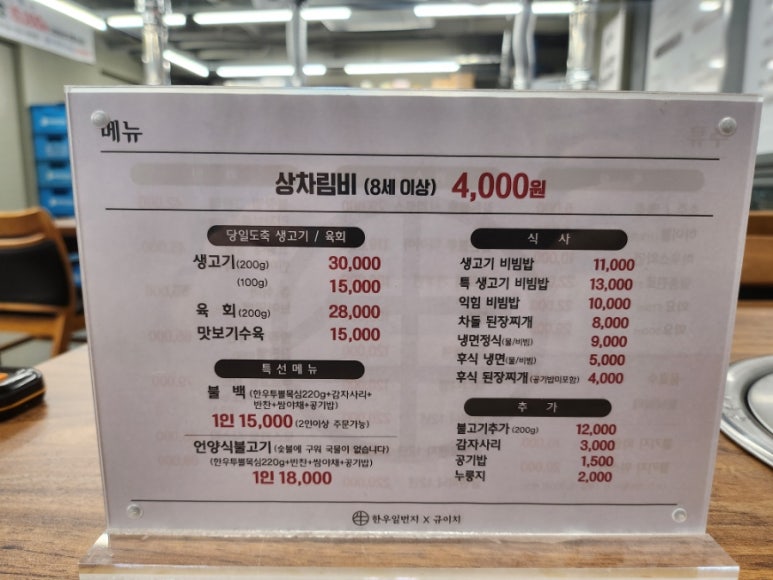 메뉴
상차림비 (8세 이상) 4,000원
당일도축 생고기 / 육회
생고기(200g) 30,000
(100g) 15,000
육 회(200g) 28,000
맛보기수육 15,000
특선메뉴
불 백 (한우투뿔목심220g+감자사리+
반찬+쌈야채+공기밥)
1인 15,000 (2인이상 주문가능)
언양식불고기 (숯불에 구워 국물이 없습니다)
(한우투뿔목심220g+반찬+쌈야채+공기밥)
1인 18,000
식 사
생고기 비빔밥 11,000
특 생고기 비빔밥 13,000
익힘 비빔밥 10,000
차돌 된장찌개 8,000
냉면정식(물/비빔) 9,000
후식 냉면(물/비빔) 5,000
후식 된장찌개(공기밥미포함) 4,000
추 가
불고기추가(200g) 12,000
감자사리 3,000
공기밥 1,500
누룽지 2,000
한우일번지 X 규이치